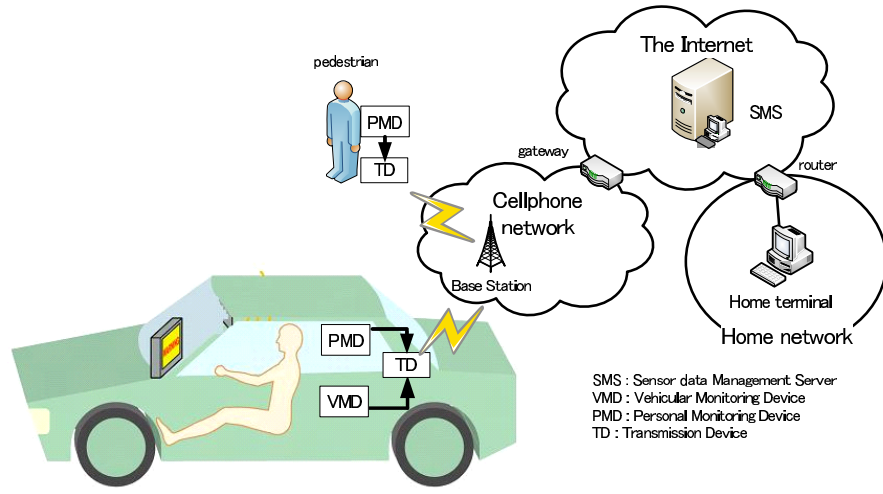 The Internet
pedestrian
PMD
SMS
gateway
router
TD
Cellphone
network
Base Station
Home terminal
Home network
PMD
TD
VMD
SMS : Sensor data Management Server
VMD : Vehicular Monitoring Device
PMD : Personal Monitoring Device
TD : Transmission Device